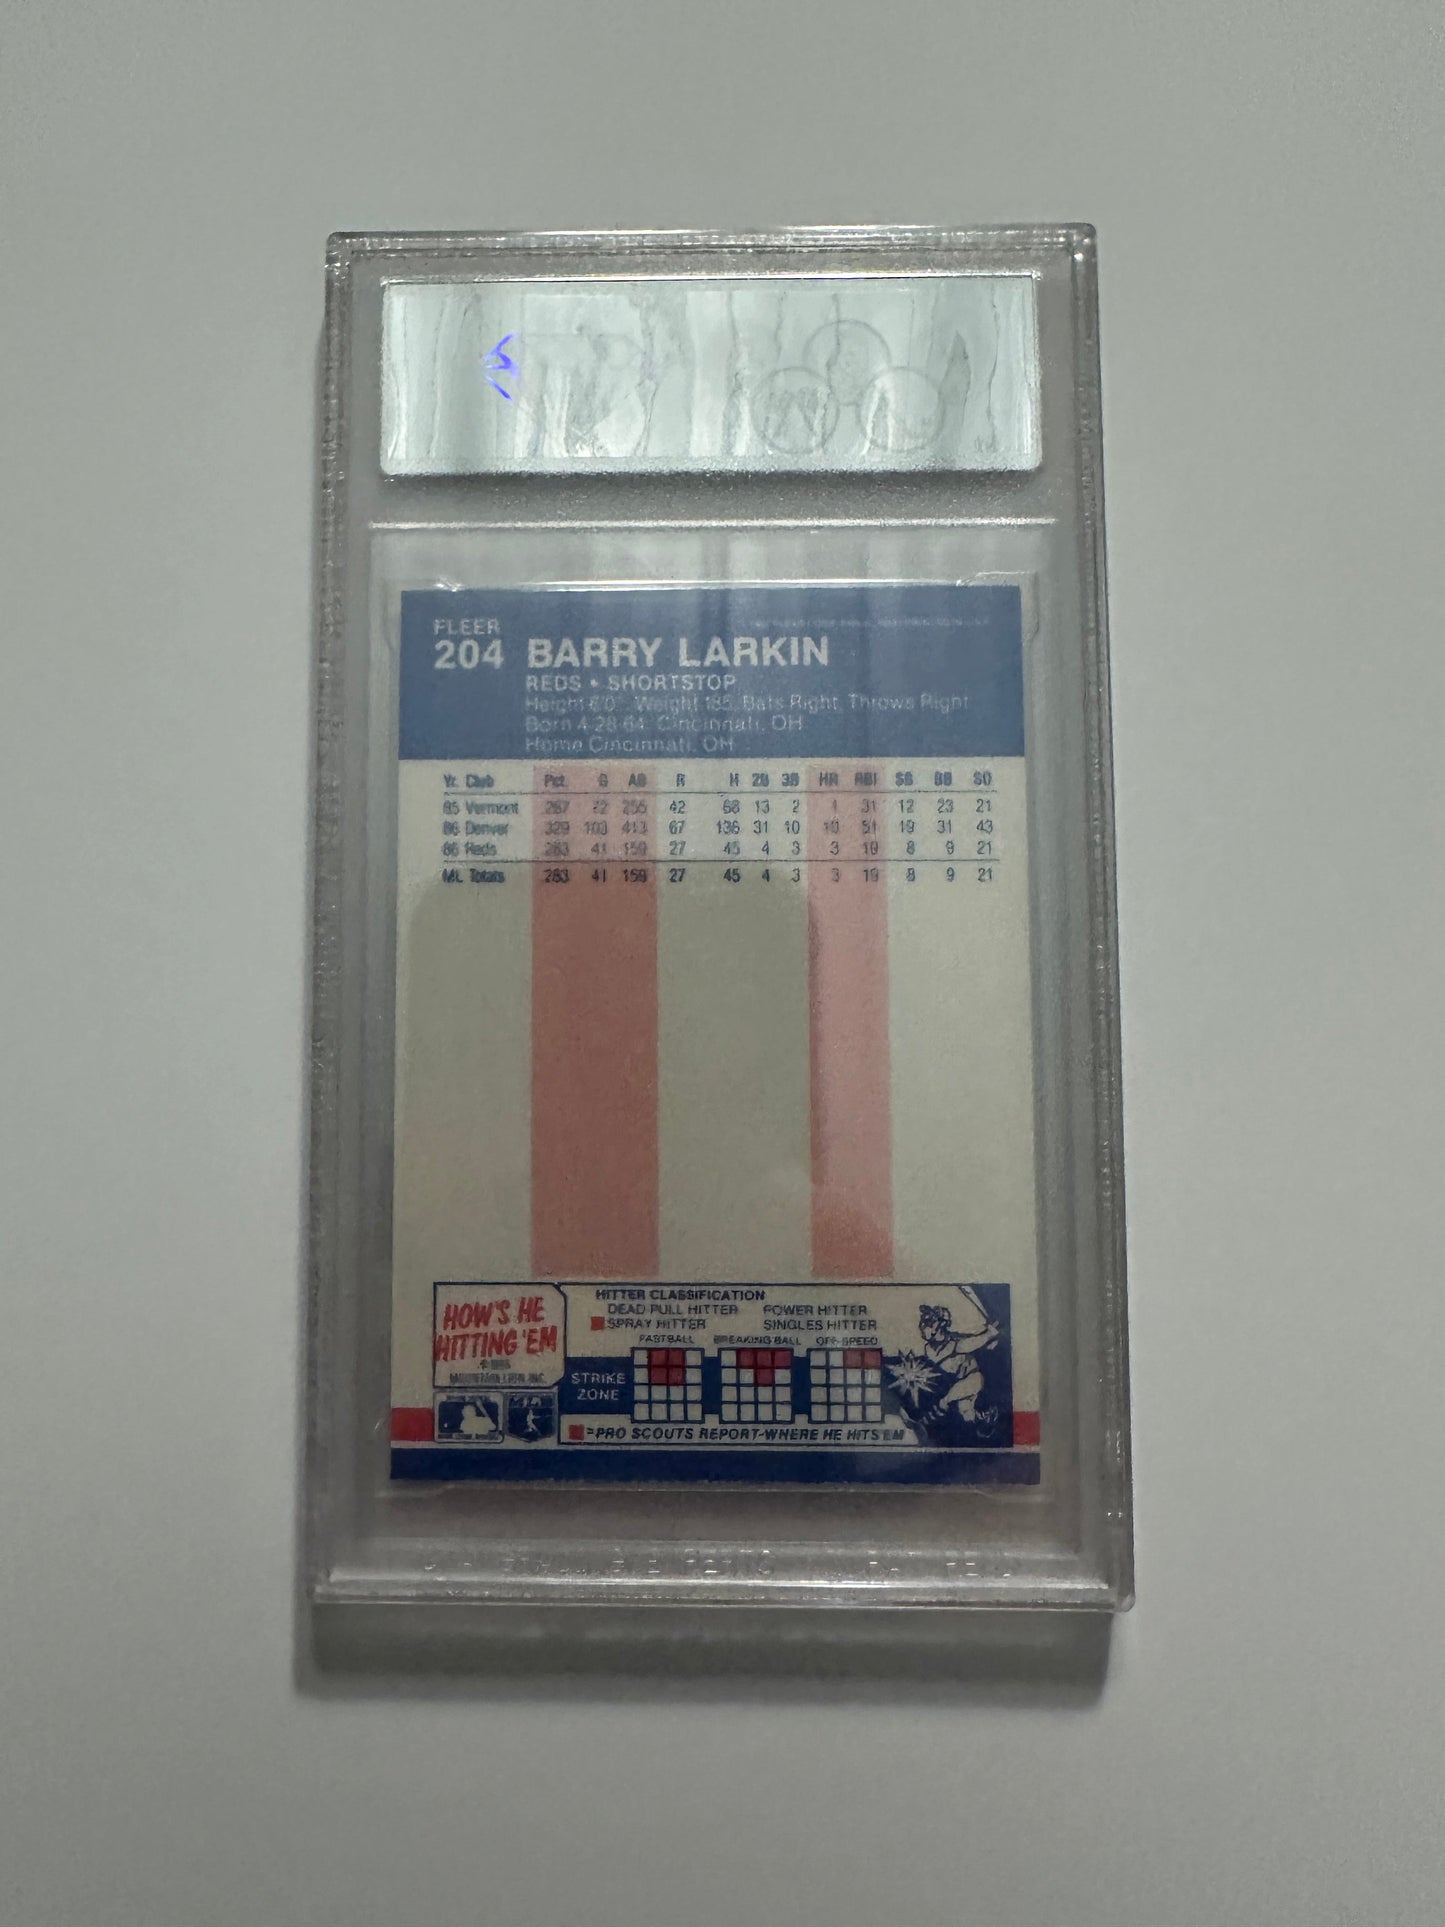 FLEER
204 BARRY LARKIN
REDS • SHORTSTOP
Height 6'0" Weight 185, Bats Right, Throws Right
Born 4-28-64, Cincinnati, OH
Home Cincinnati, OH
Yr. Club Pct. G AB R H 2B 3B HR RBI SB BB SO
85 Vermont 267 72 255 42 68 13 2 1 31 12 23 21
86 Denver 329 103 413 67 136 31 10 10 51 19 31 43
86 Reds 283 41 159 27 45 4 3 3 19 8 9 21
ML Totals 283 41 159 27 45 4 3 3 19 8 9 21
HOW'S HE
HITTING 'EM
HITTER CLASSIFICATION
DEAD PULL HITTER POWER HITTER
SPRAY HITTER SINGLES HITTER
FASTBALL BREAKING BALL OFF-SPEED
STRIKE
ZONE
=PRO SCOUTS REPORT-WHERE HE HITS 'EM